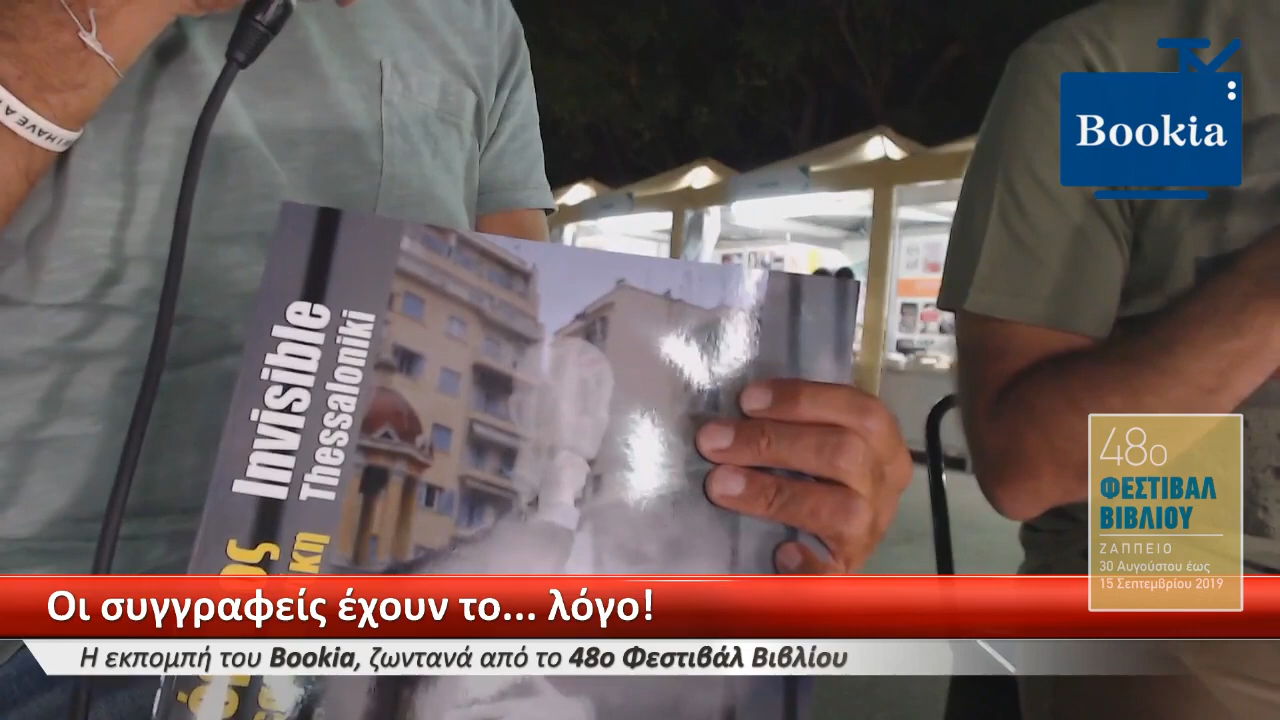 Bookia
IHAVE A
Invisible
Thessaloniki
48ο
ΦΕΣΤΙΒΑΛ
ΒΙΒΛΙΟΥ
ΖΑΠΠΕΙΟ
30 Αυγούστου έως
15 Σεπτεμβρίου 2019
Οι συγγραφείς έχουν το... λόγο!
Η εκπομπή του Bookia, ζωντανά από το 48ο Φεστιβάλ Βιβλίου